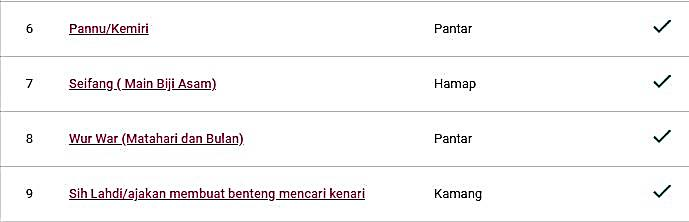 6 Pannu/Kemiri Pantar
7 Seifang ( Main Biji Asam) Hamap
8 Wur War (Matahari dan Bulan) Pantar
9 Sih Lahdi/ajakan membuat benteng mencari kenari Kamang